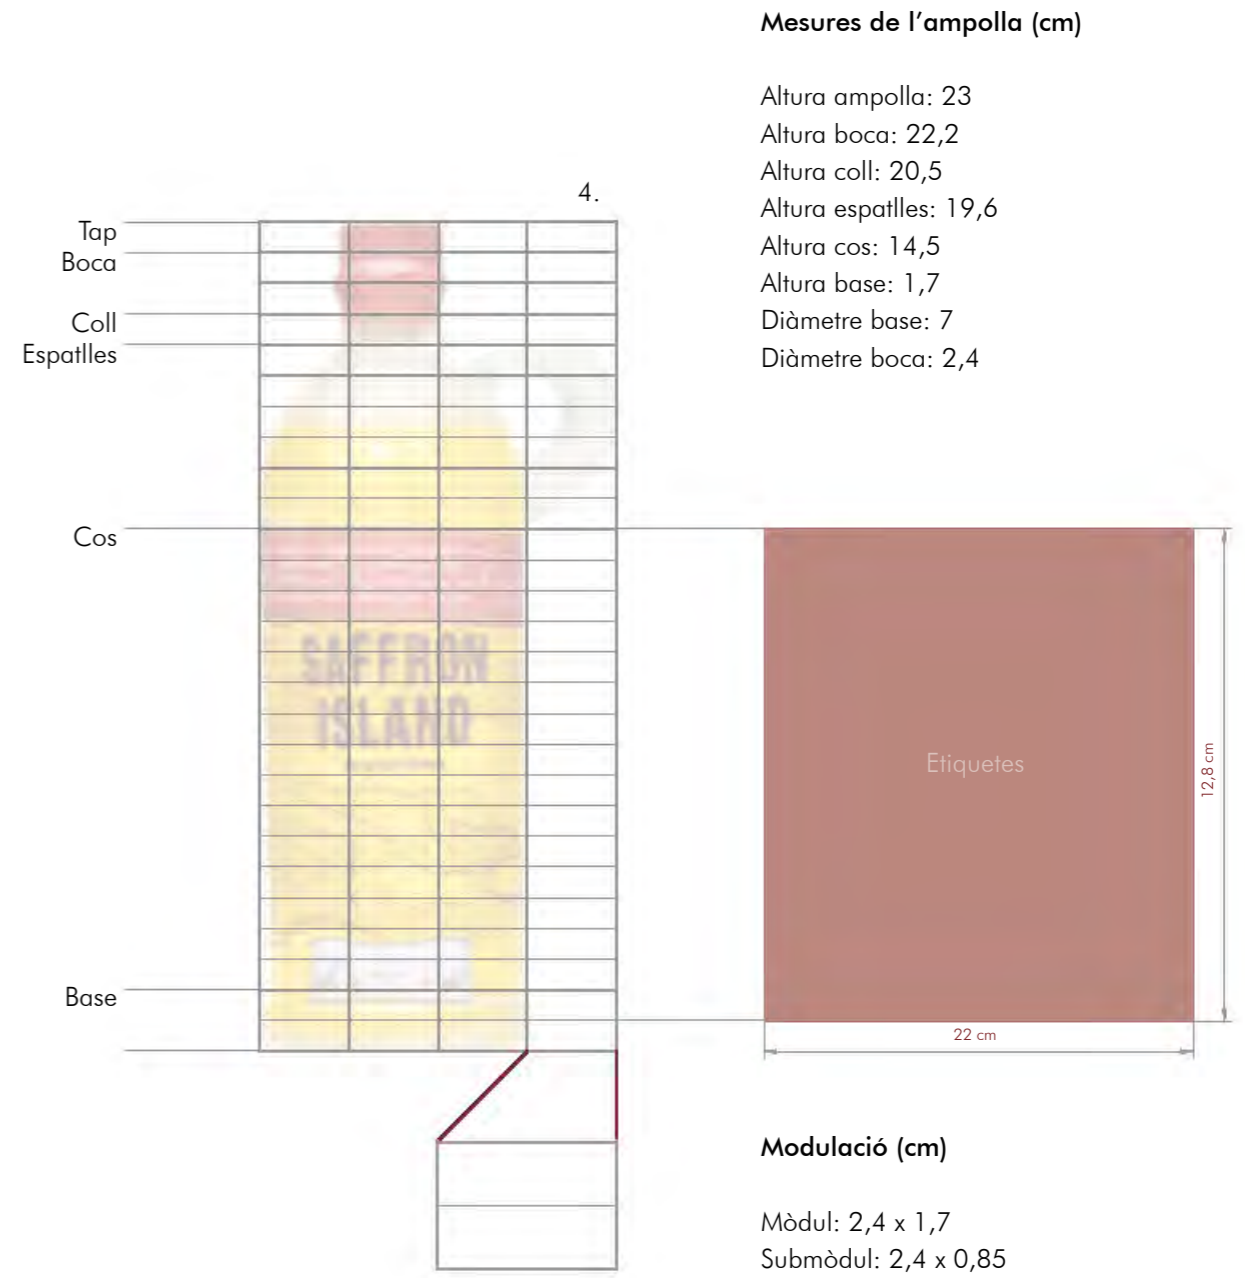 Mesures de l’ampolla (cm)
Altura ampolla: 23
Altura boca: 22,2
Altura coll: 20,5
Altura espatlles: 19,6
Altura cos: 14,5
Altura base: 1,7
Diàmetre base: 7
Diàmetre boca: 2,4
4.
Tap
Boca
Coll
Espatlles
Cos
SAFFRON
ISLAND
Etiquetes
12,8 cm
Base
22 cm
Modulació (cm)
Mòdul: 2,4 x 1,7
Submòdul: 2,4 x 0,85